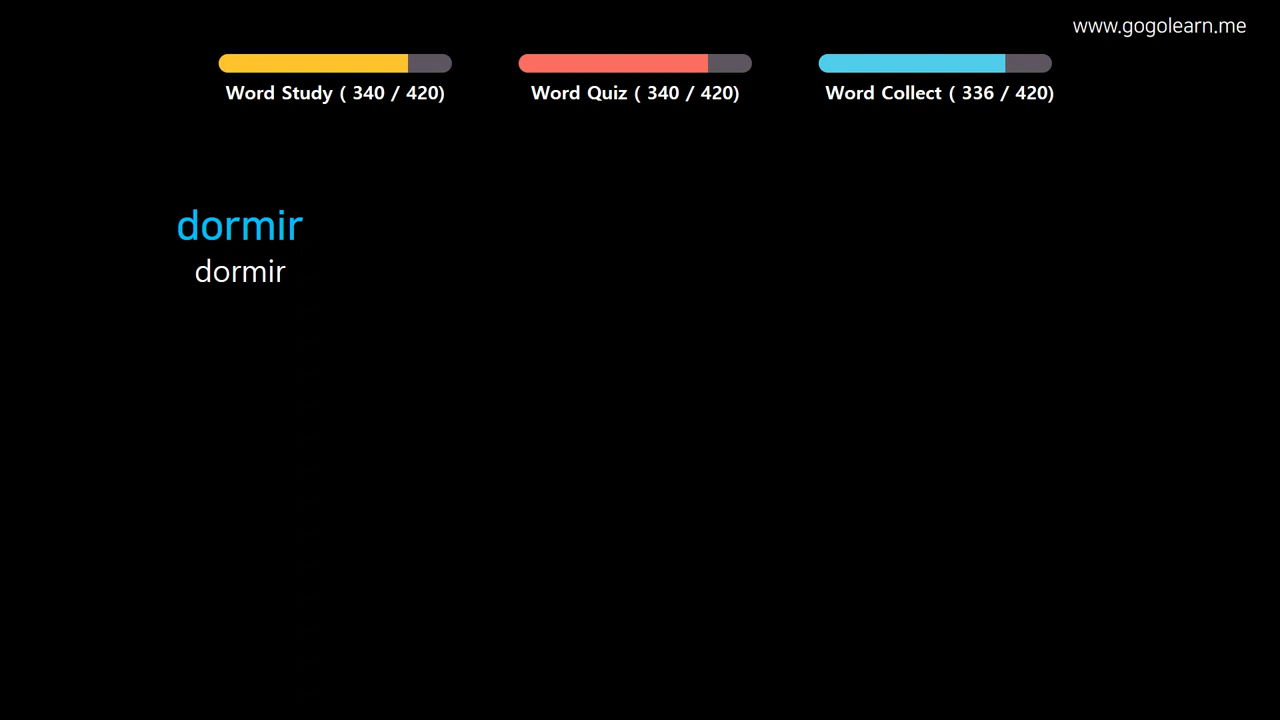 www.gogolearn.me
Word Study ( 340 / 420)
Word Quiz ( 340 / 420)
Word Collect ( 336 / 420)
dormir
dormir